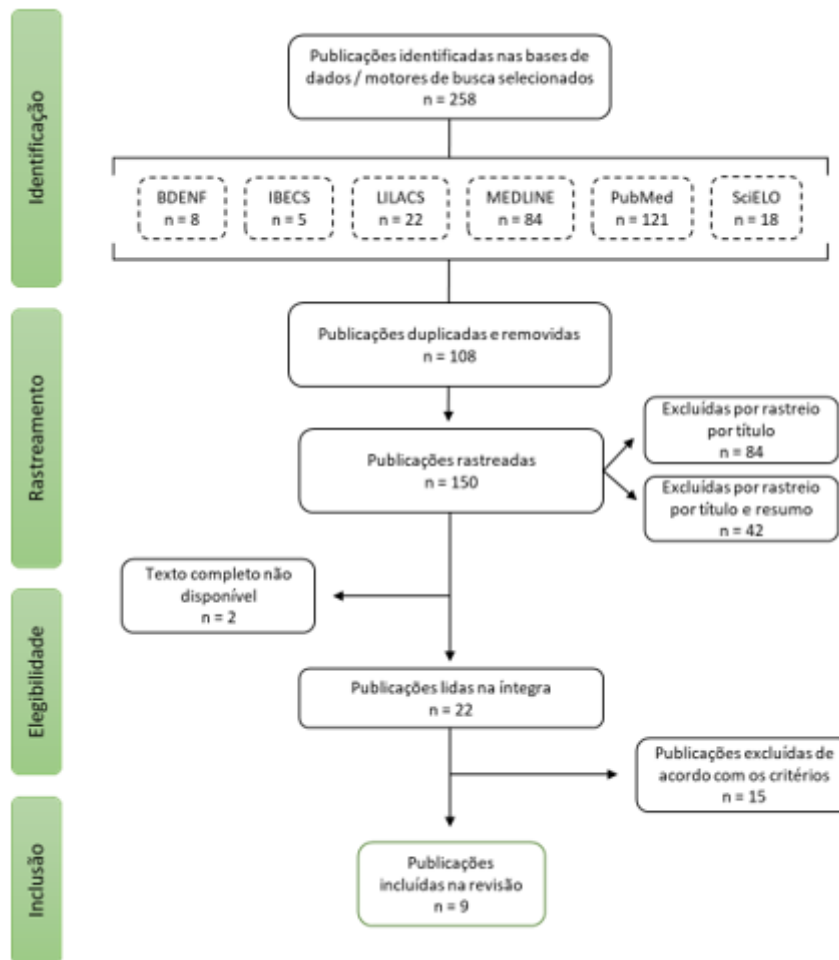 Identificação
Publicações identificadas nas bases de
dados / motores de busca selecionados
n = 258
BDENF
n = 8
IBECS
n = 5
LILACS
n = 22
MEDLINE
n = 84
PubMed
n = 121
SciELO
n = 18
Rastreamento
Publicações duplicadas e removidas
n = 108
Publicações rastreadas
n = 150
Excluídas por rastreio
por título
n = 84
Excluídas por rastreio
por título e resumo
n = 42
Elegibilidade
Texto completo não
disponível
n = 2
Publicações lidas na íntegra
n = 22
Publicações excluídas de
acordo com os critérios
n = 15
Inclusão
Publicações
incluídas na revisão
n = 9